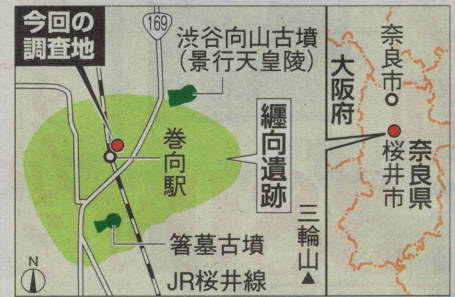 今回の
調査地
169
渋谷向山古墳
(景行天皇陵)
纒向遺跡
巻向駅
箸墓古墳
三輪山▲
JR桜井線
N
奈良市
大阪府
奈良県
桜井市